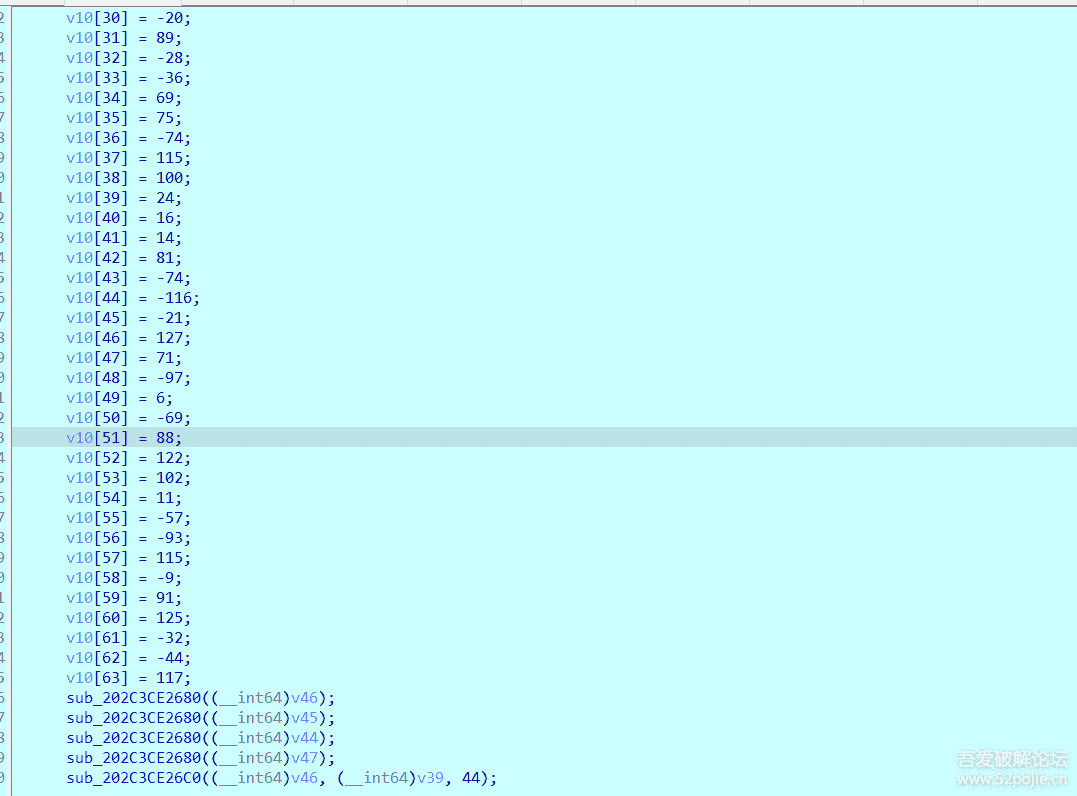 v10[30] = -20;
v10[31] = 89;
v10[32] = -28;
v10[33] = -36;
v10[34] = 69;
v10[35] = 75;
v10[36] = -74;
v10[37] = 115;
v10[38] = 100;
v10[39] = 24;
v10[40] = 16;
v10[41] = 14;
v10[42] = 81;
v10[43] = -74;
v10[44] = -116;
v10[45] = -21;
v10[46] = 127;
v10[47] = 71;
v10[48] = -97;
v10[49] = 6;
v10[50] = -69;
v10[51] = 88;
v10[52] = 122;
v10[53] = 102;
v10[54] = 11;
v10[55] = -57;
v10[56] = -93;
v10[57] = 115;
v10[58] = -9;
v10[59] = 91;
v10[60] = 125;
v10[61] = -32;
v10[62] = -44;
v10[63] = 117;
sub_202C3CE2680((__int64)v46);
sub_202C3CE2680((__int64)v45);
sub_202C3CE2680((__int64)v44);
sub_202C3CE2680((__int64)v47);
sub_202C3CE26C0((__int64)v46, (__int64)v39, 44);
吾爱破解论坛
www.52pojie.cn